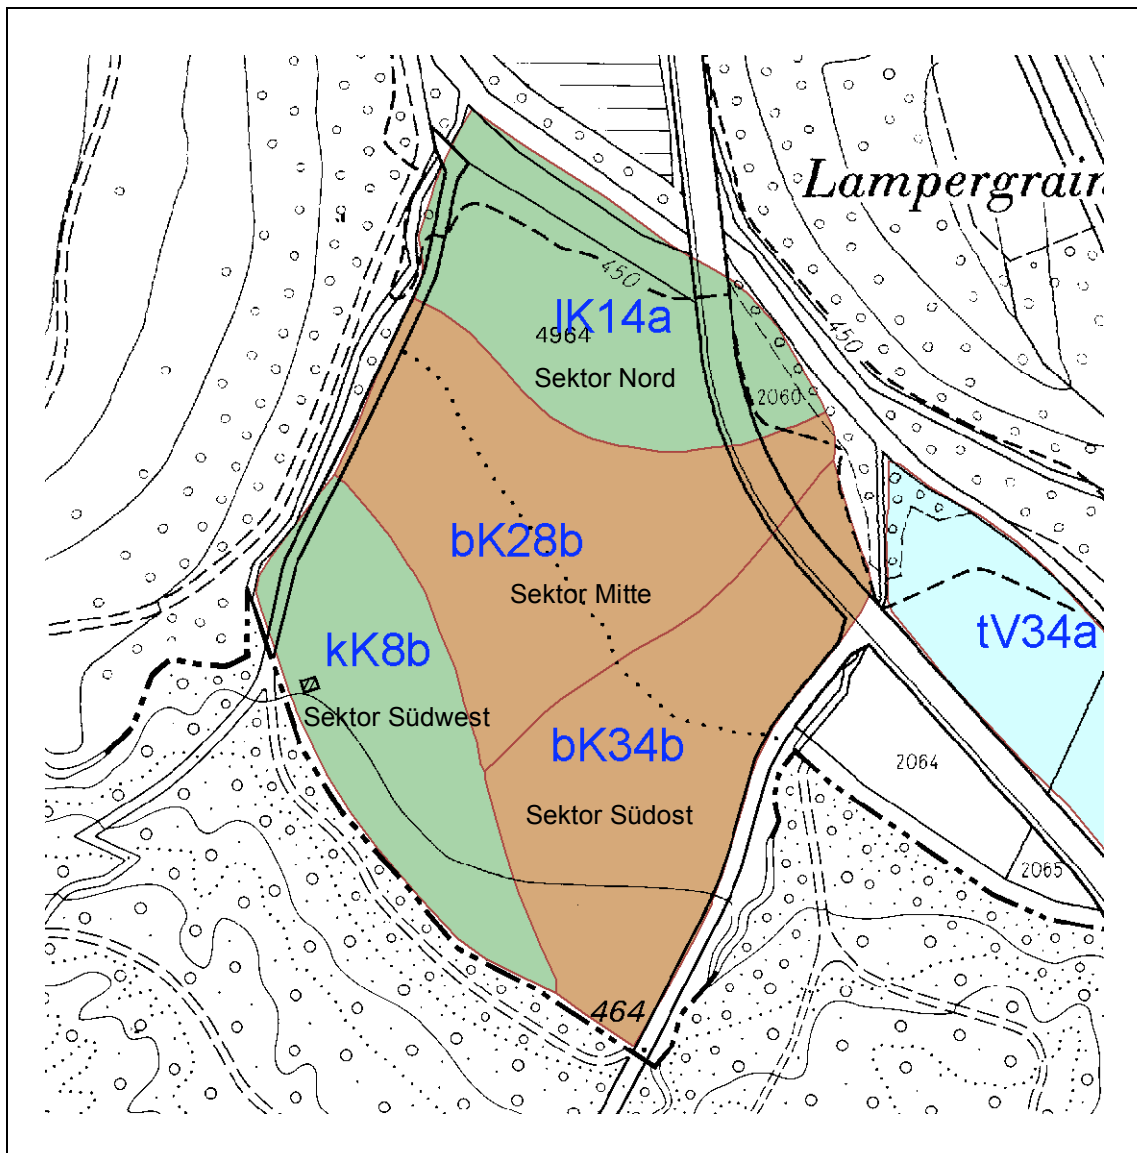 Lampergrain
450
lK14a
4964
Sektor Nord
2060
450
bK28b
Sektor Mitte
tV34a
kK8b
Sektor Südwest
bK34b
2064
Sektor Südost
2065
464